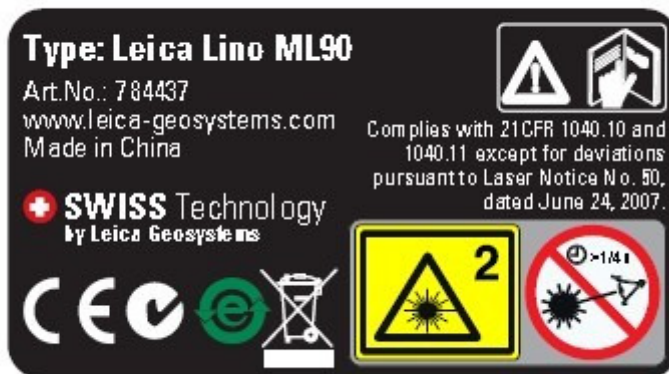 Type: Leica Lino ML90
Art.No.: 784437
www.leica-geosystems.com
Made in China
SWISS Technology
by Leica Geosystems
CE
Complies with 21CFR 1040.10 and
1040.11 except for deviations
pursuant to Laser Notice No. 50,
dated June 24, 2007.
2
>1/4 s